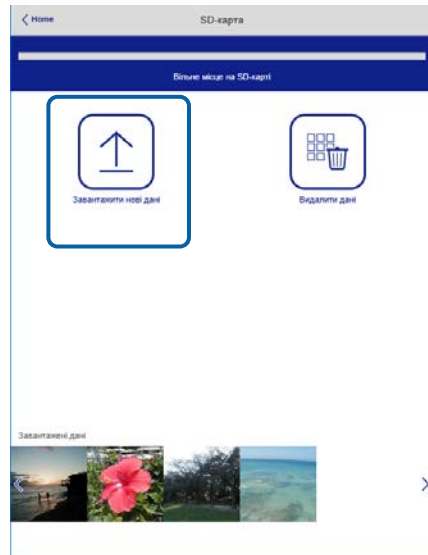 Home
SD-карта
Вільне місце на SD-карті
Завантажити нові дані
Видалити дані
Завантажені дані